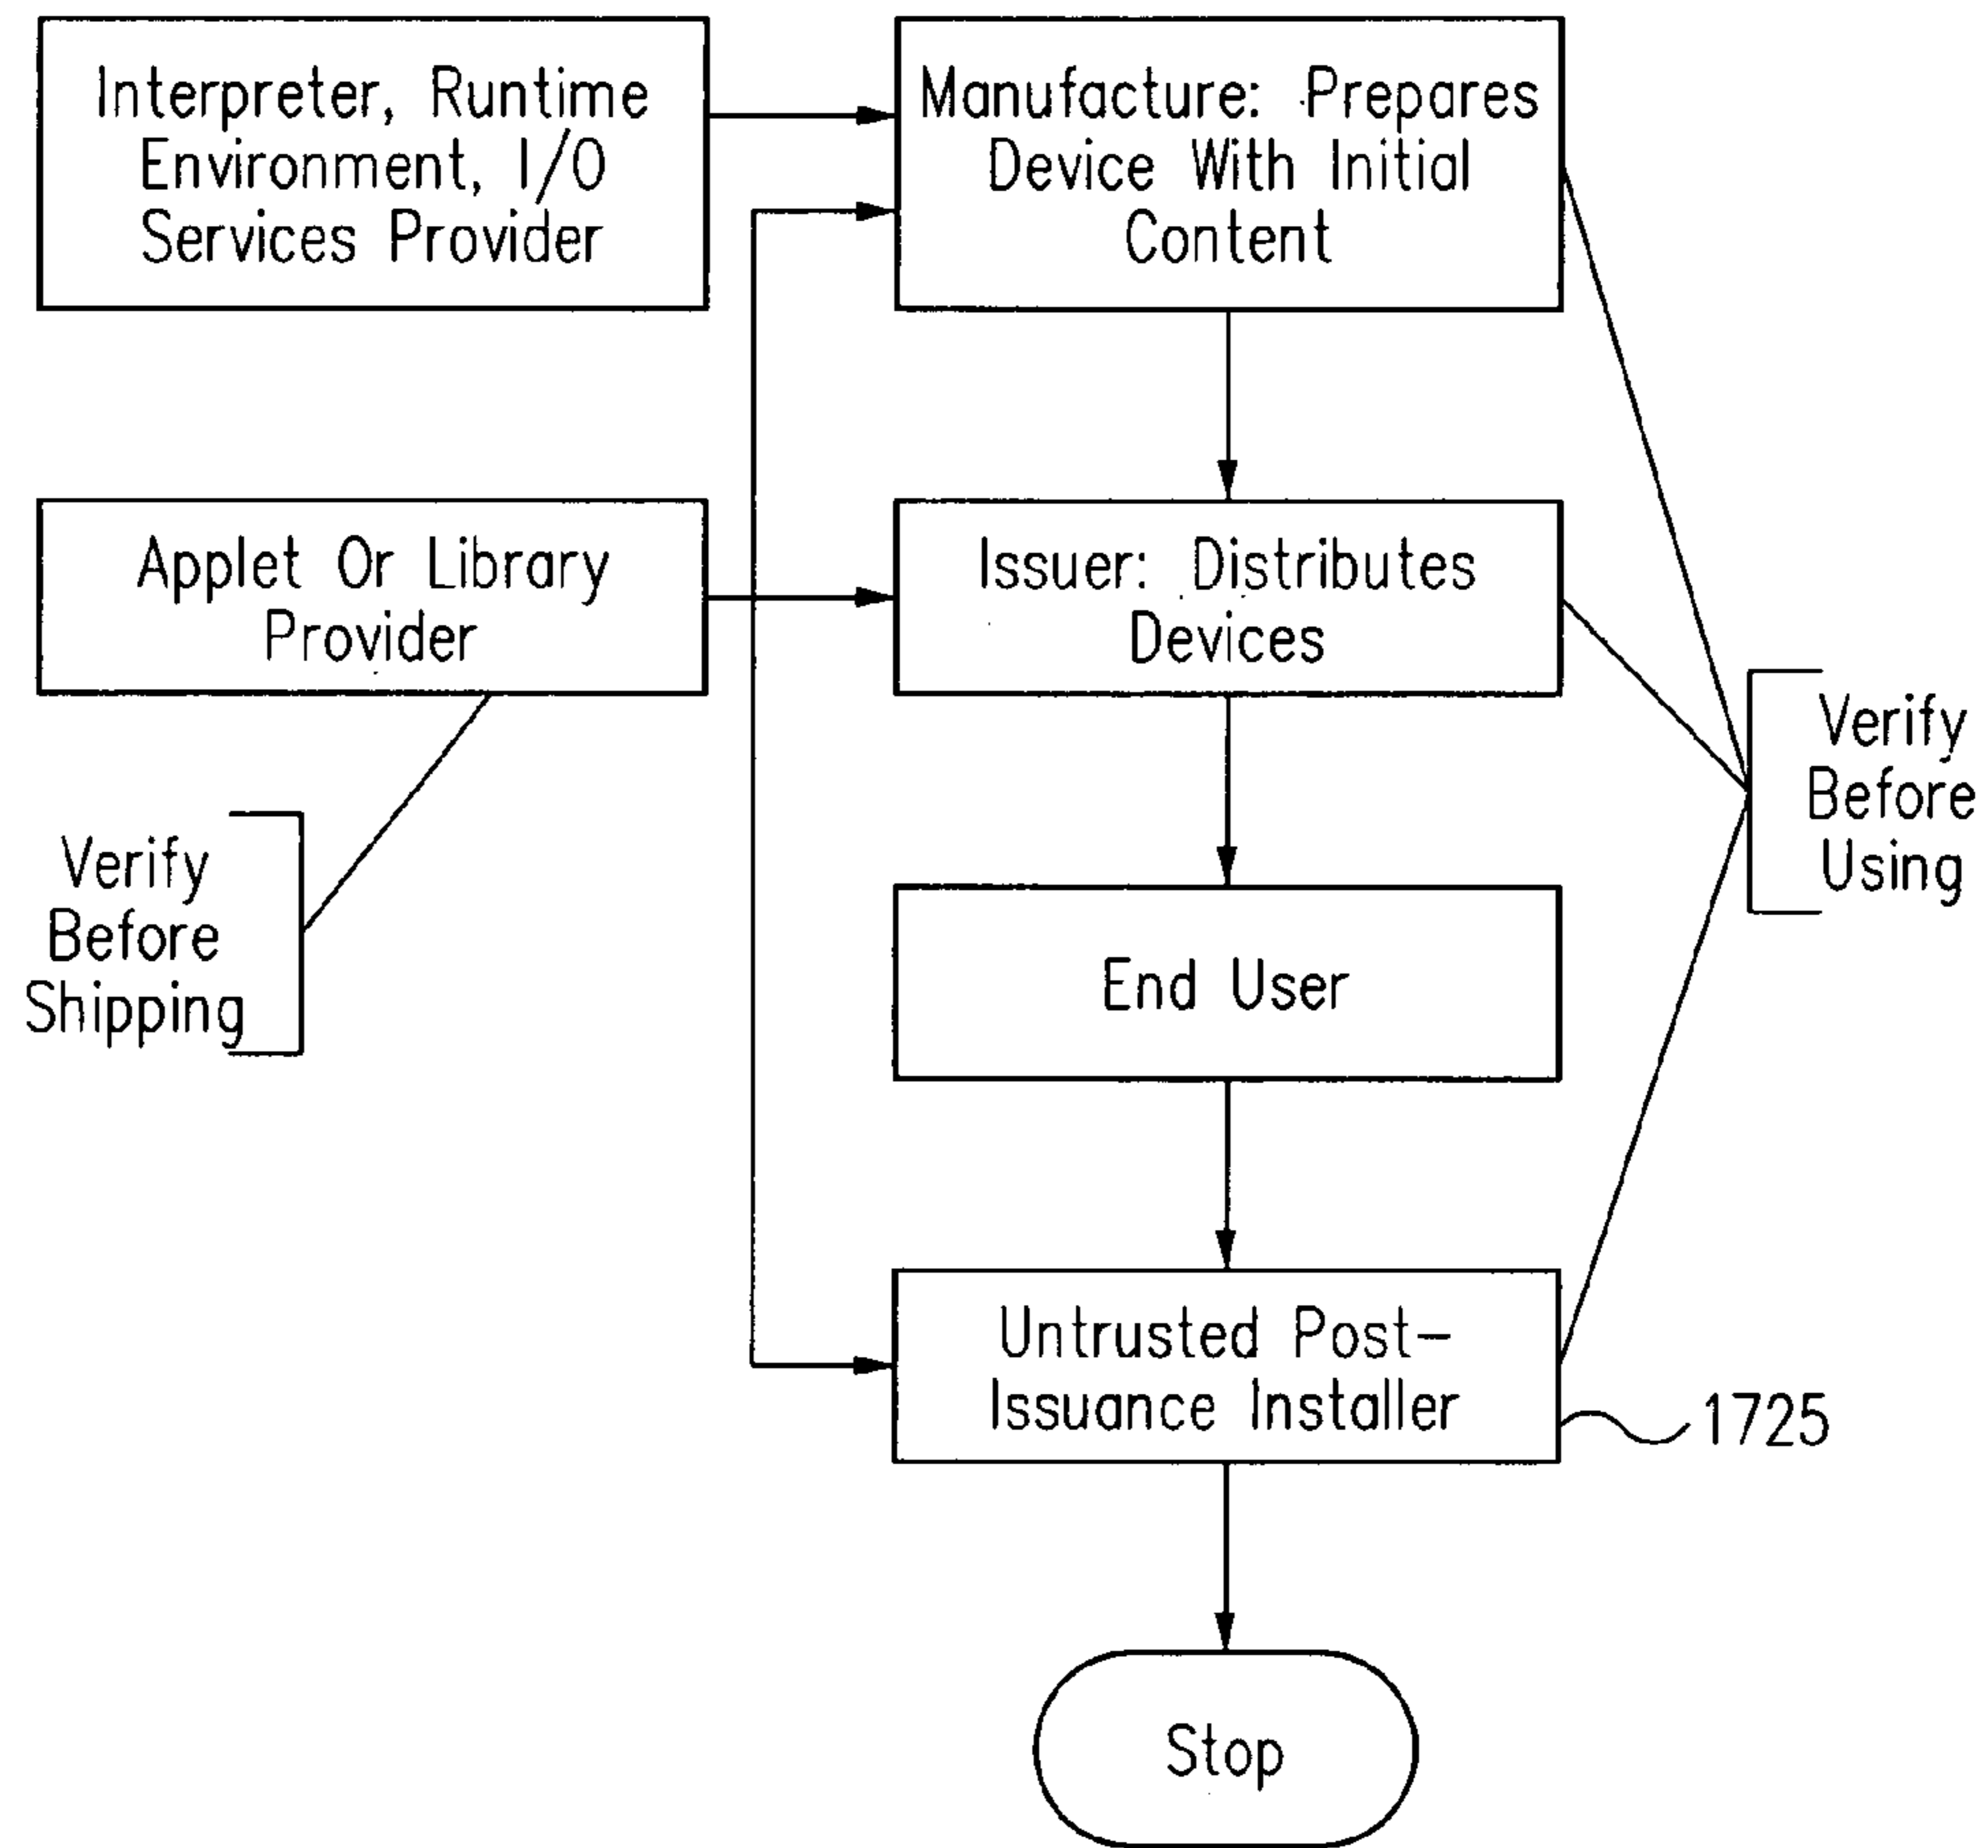 Interpreter, Runtime
Environment, I/O
Services Provider
Manufacture: Prepares
Device With Initial
Content
Applet Or Library
Provider
Issuer: Distributes
Devices
Verify
Before
Using
Verify
Before
Shipping
End User
Untrusted Post-
Issuance Installer
1725
Stop